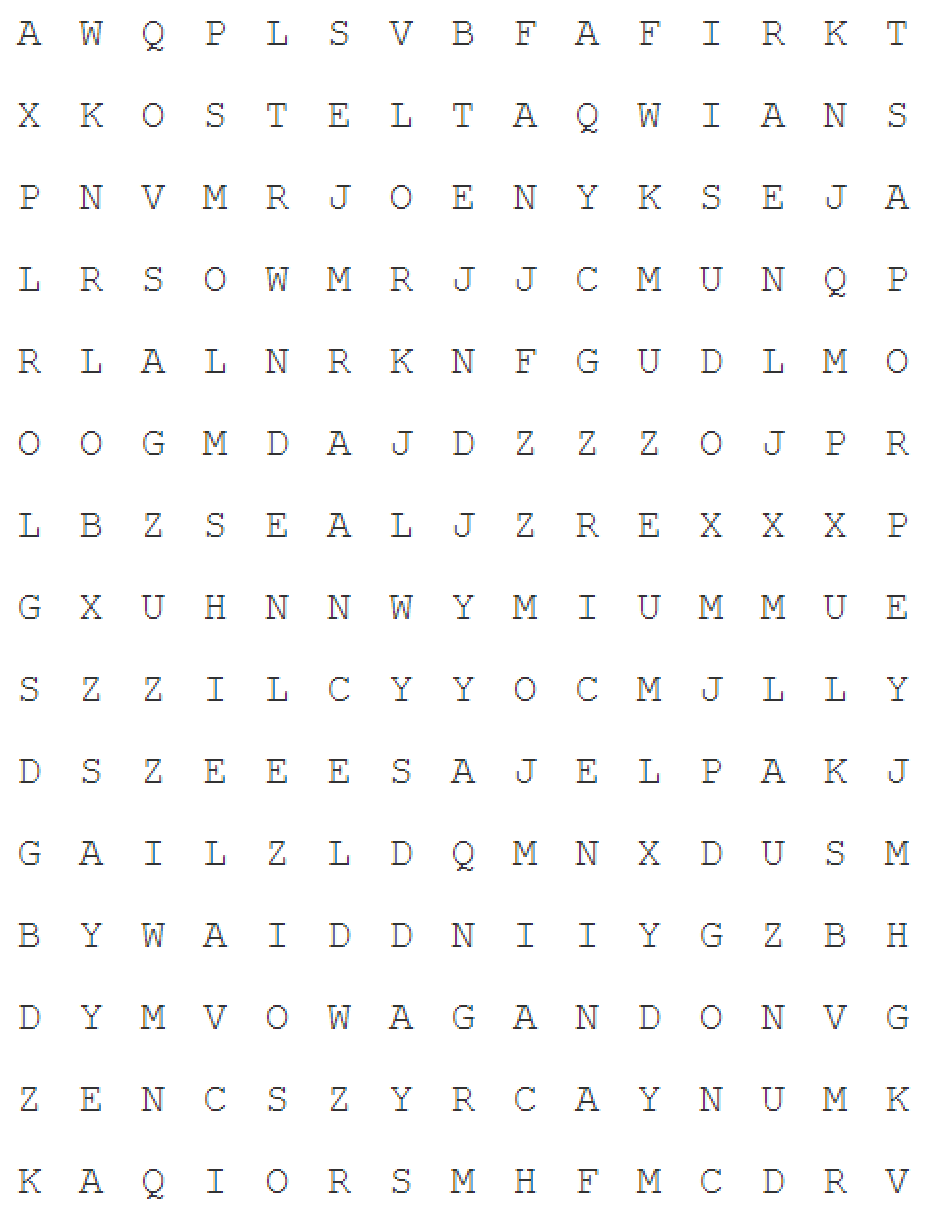 A W Q P L S V B F A F I R K T
X K O S T E L T A Q W I A N S
P N V M R J O E N Y K S E J A
L R S O W M R J J C M U N Q P
R L A L N R K N F G U D L M O
O O G M D A J D Z Z Z O J P R
L B Z S E A L J Z R E X X X P
G X U H N N W Y M I U M M U E
S Z Z I L C Y Y O C M J L L Y
D S Z E E E S A J E L P A K J
G A I L Z L D Q M N X D U S M
B Y W A I D D N I I Y G Z B H
D Y M V O W A G A N D O N V G
Z E N C S Z Y R C A Y N U M K
K A Q I O R S M H F M C D R V